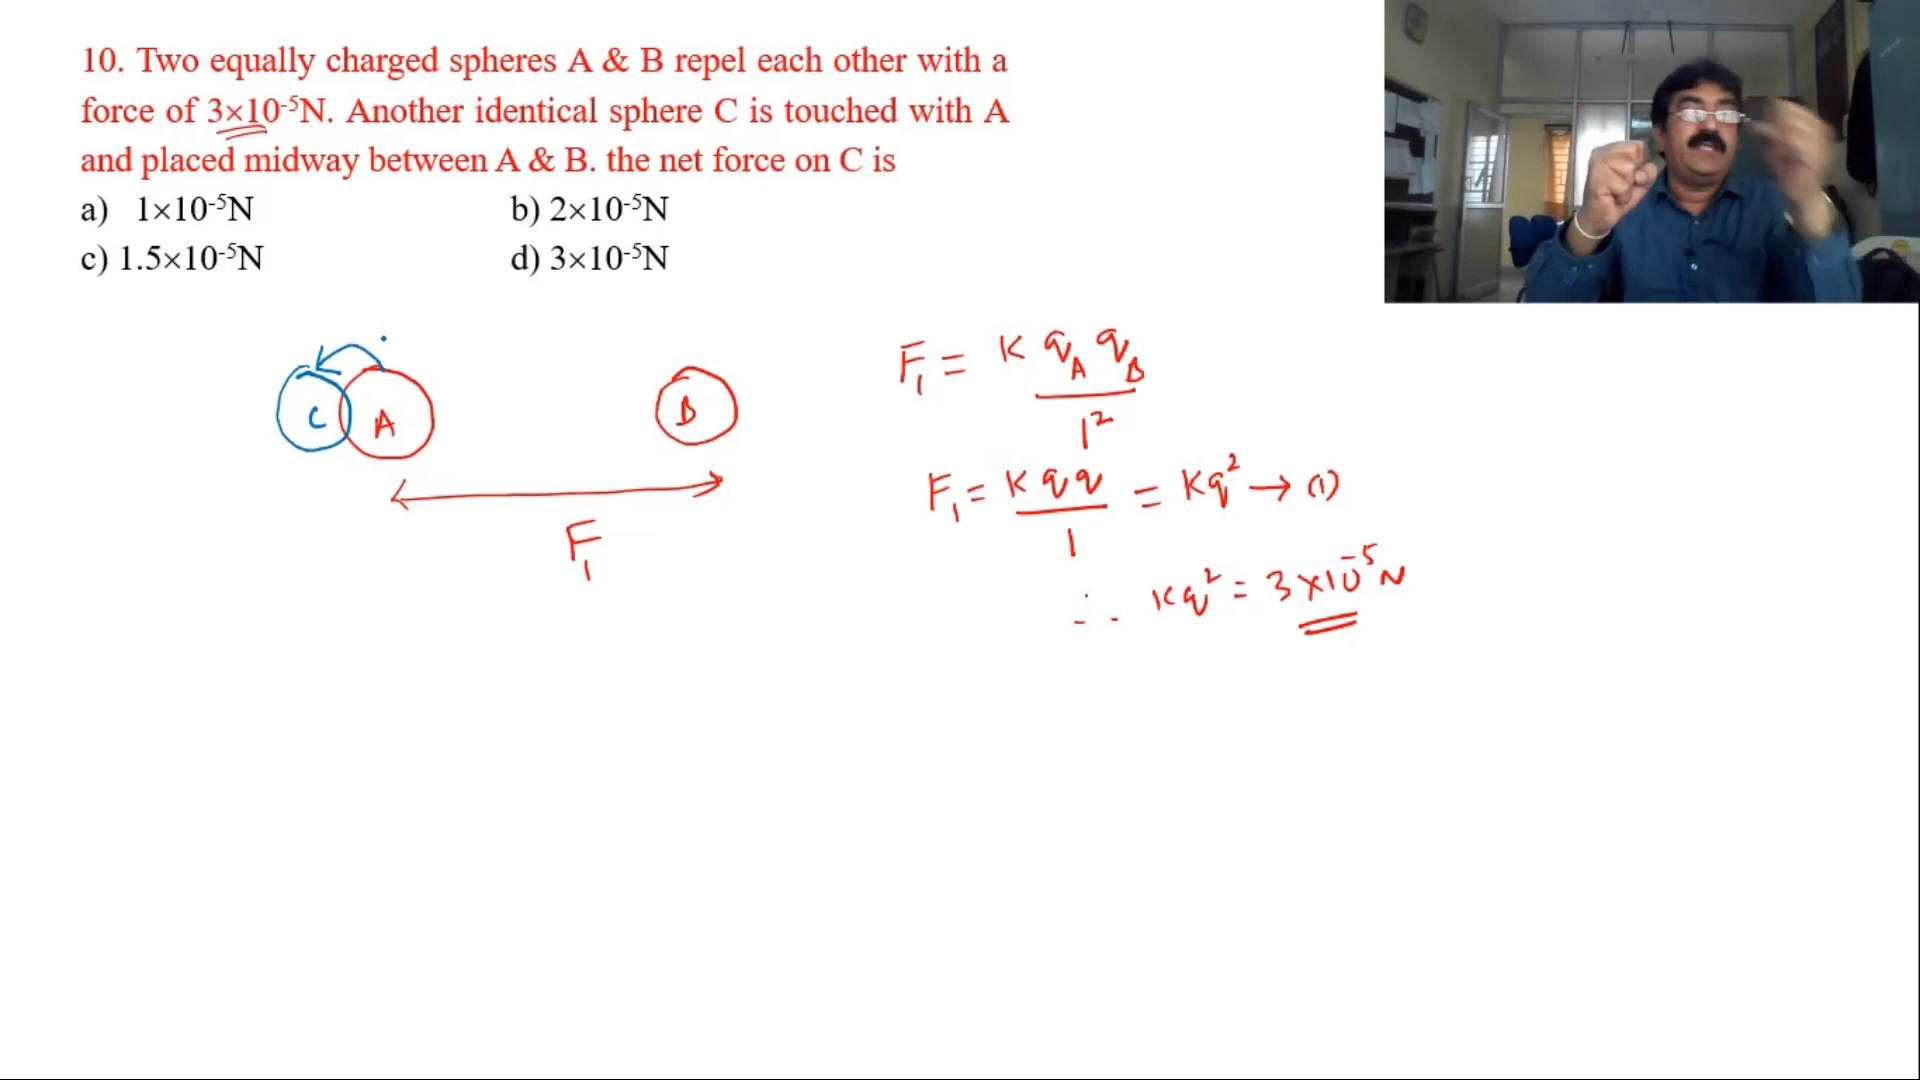 10. Two equally charged spheres A & B repel each other with a
force of 3×10⁻⁵N. Another identical sphere C is touched with A
and placed midway between A & B. the net force on C is
a) 1×10⁻⁵N b) 2×10⁻⁵N
c) 1.5×10⁻⁵N d) 3×10⁻⁵N
C A B
F₁
F₁ = K q_A q_B / 1²
F₁ = K q q / 1 = Kq² → (1)
∴ Kq² = 3×10⁻⁵ N